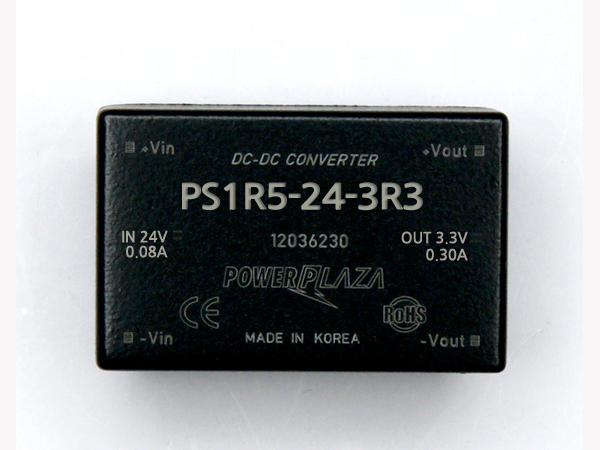 +Vin
DC-DC CONVERTER
+Vout
PS1R5-24-3R3
IN 24V
0.08A
12036230
OUT 3.3V
0.30A
POWERPLAZA
CE
RoHS
-Vin
MADE IN KOREA
-Vout